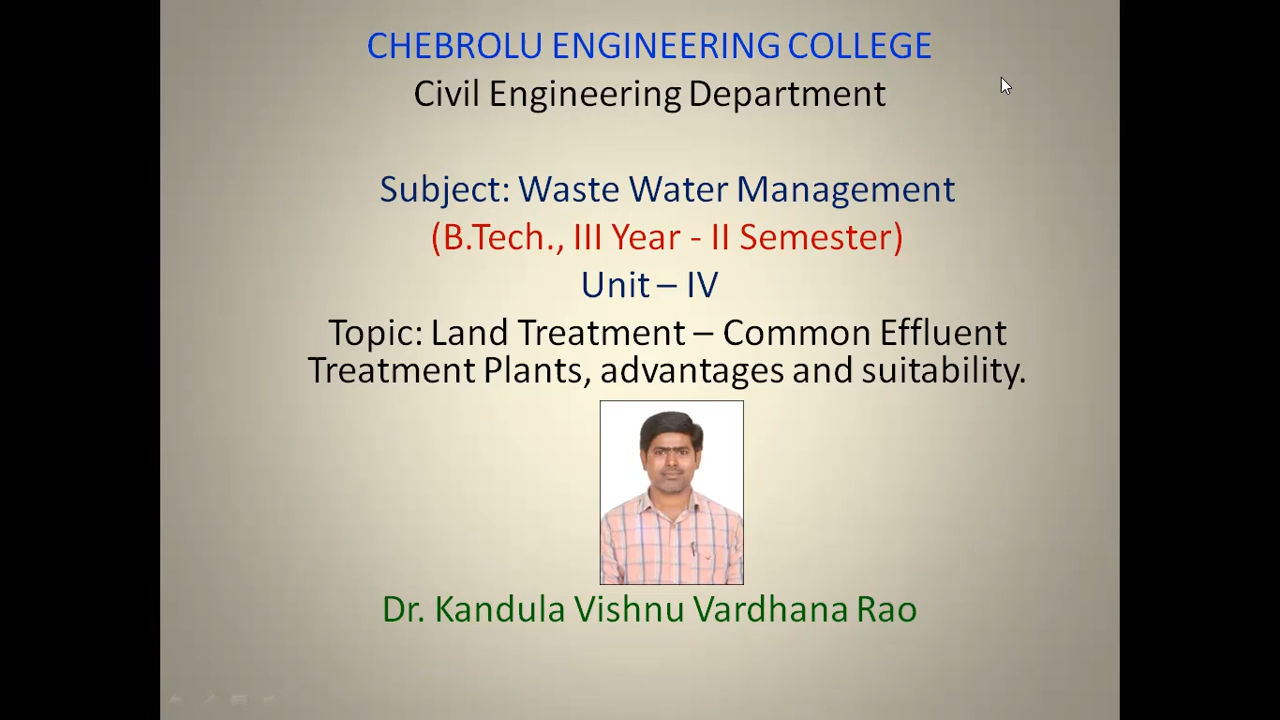 CHEBROLU ENGINEERING COLLEGE
Civil Engineering Department
Subject: Waste Water Management
(B.Tech., III Year - II Semester)
Unit – IV
Topic: Land Treatment – Common Effluent
Treatment Plants, advantages and suitability.
Dr. Kandula Vishnu Vardhana Rao